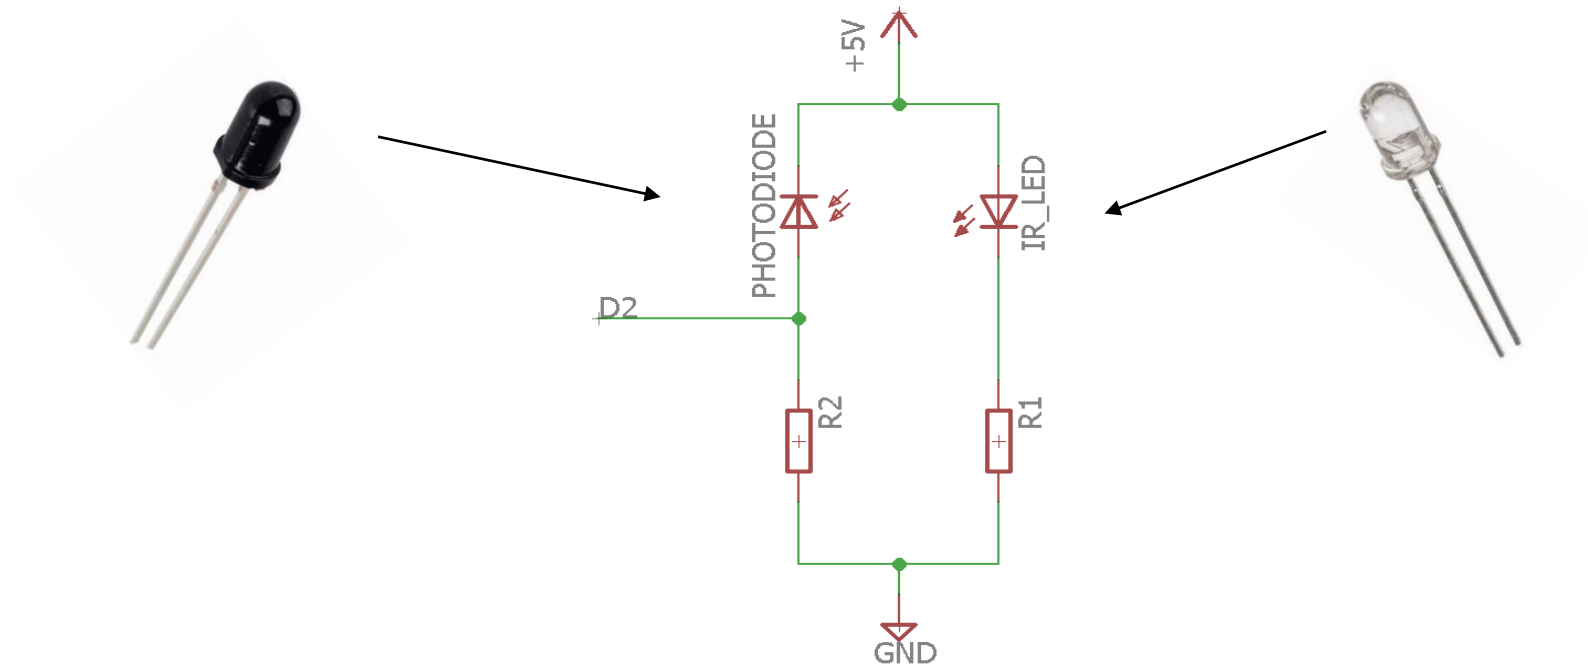 +5V
PHOTODIODE
IR_LED
D2
R2
R1
GND